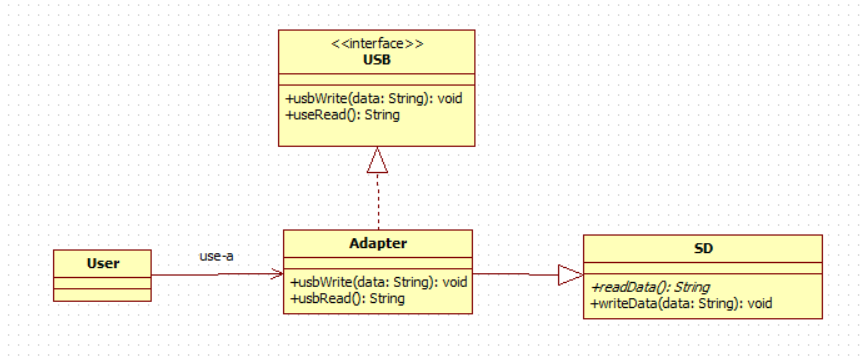 <<interface>>
USB
+usbWrite(data: String): void
+useRead(): String
Adapter
+usbWrite(data: String): void
+usbRead(): String
User
use-a
SD
+readData(): String
+writeData(data: String): void